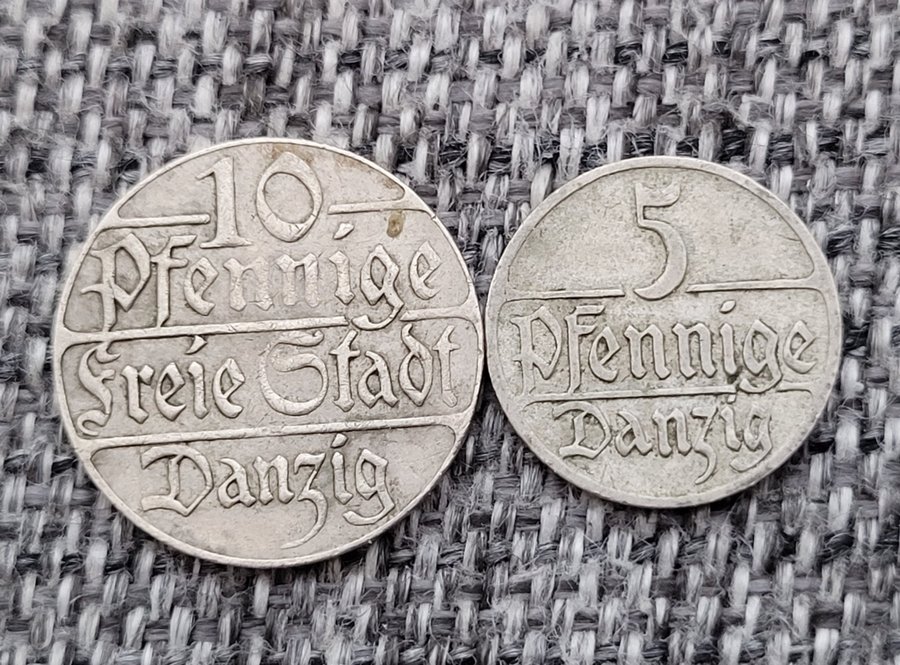 10
Pfennige
Freie Stadt
Danzig
5
Pfennige
Danzig